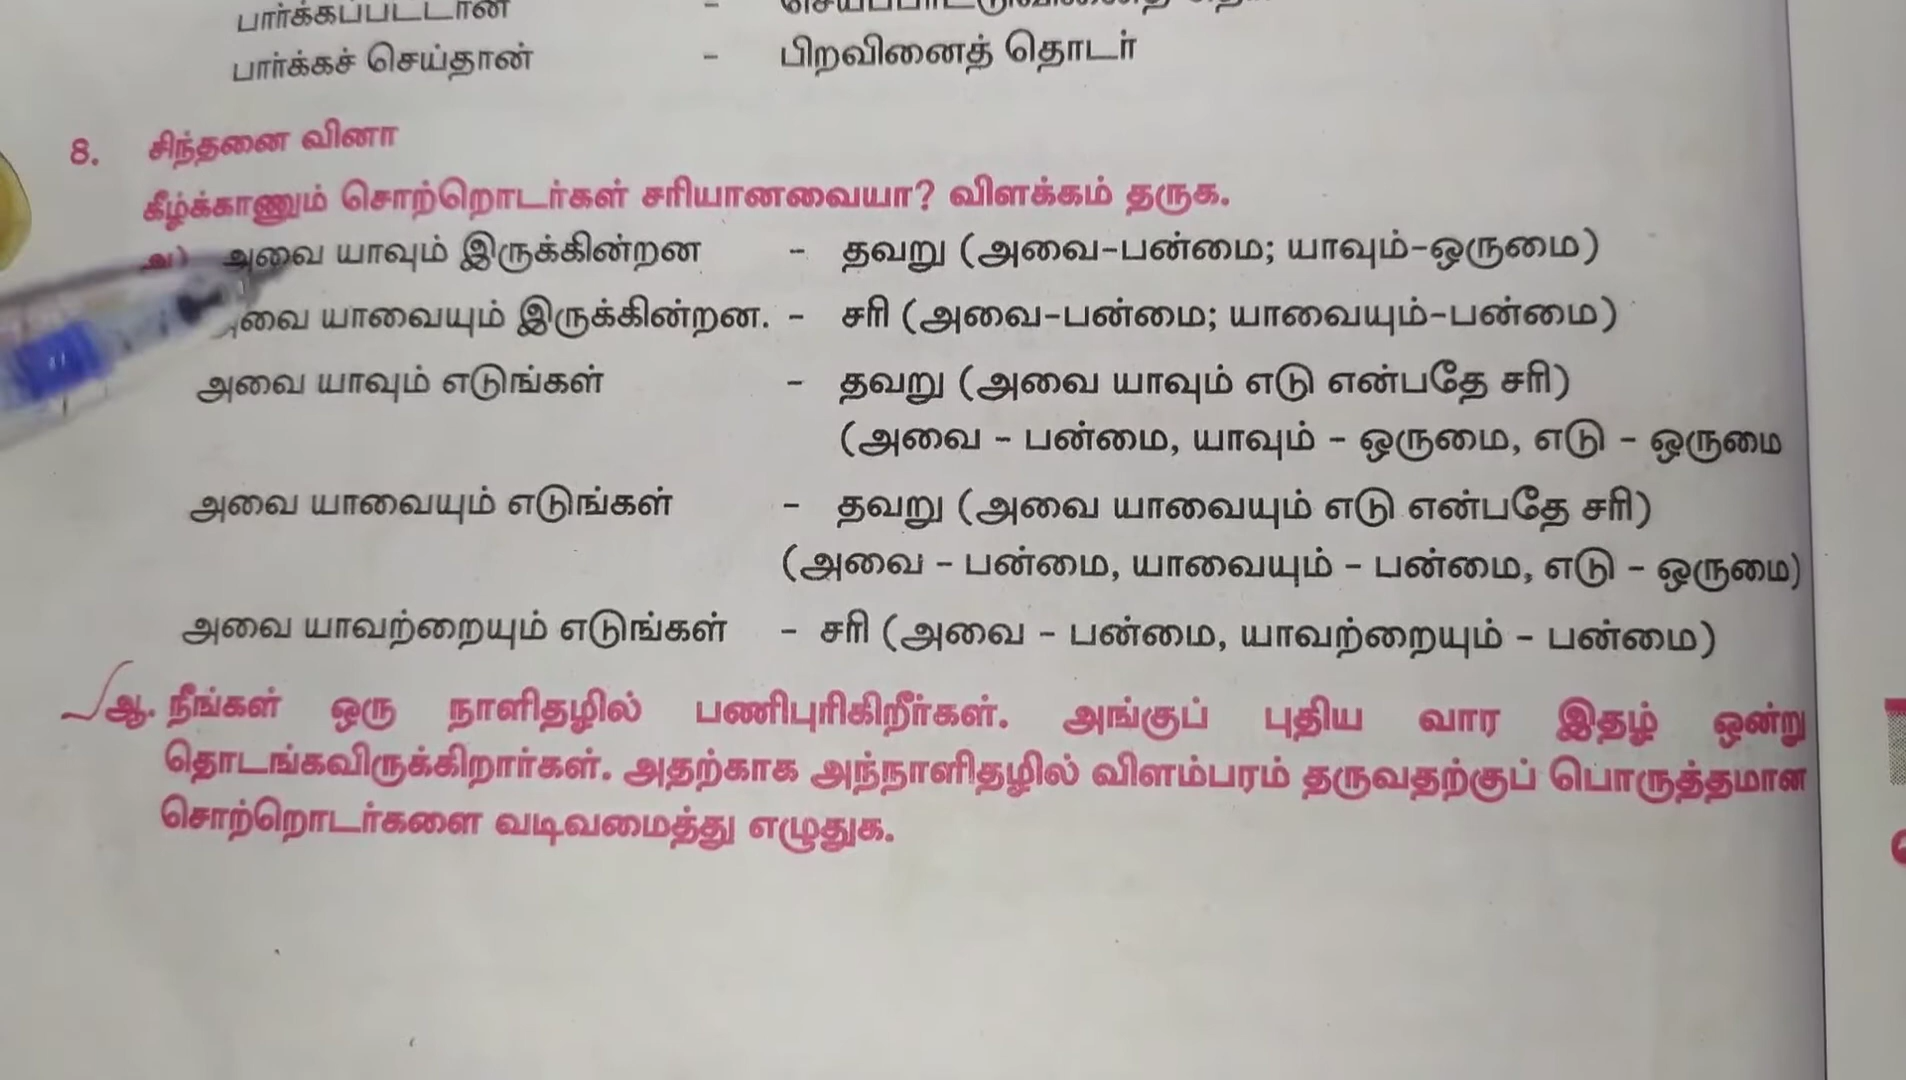 பார்க்கப்பட்டான் -
பார்க்கச் செய்தான் - பிறவினைத் தொடர்
8. சிந்தனை வினா
கீழ்க்காணும் சொற்றொடர்கள் சரியானவையா? விளக்கம் தருக.
அ) அவை யாவும் இருக்கின்றன - தவறு (அவை-பன்மை; யாவும்-ஒருமை)
அவை யாவையும் இருக்கின்றன. - சரி (அவை-பன்மை; யாவையும்-பன்மை)
அவை யாவும் எடுங்கள் - தவறு (அவை யாவும் எடு என்பதே சரி)
(அவை - பன்மை, யாவும் - ஒருமை, எடு - ஒருமை
அவை யாவையும் எடுங்கள் - தவறு (அவை யாவையும் எடு என்பதே சரி)
(அவை - பன்மை, யாவையும் - பன்மை, எடு - ஒருமை)
அவை யாவற்றையும் எடுங்கள் - சரி (அவை - பன்மை, யாவற்றையும் - பன்மை)
ஆ. நீங்கள் ஒரு நாளிதழில் பணிபுரிகிறீர்கள். அங்குப் புதிய வார இதழ் ஒன்று
தொடங்கவிருக்கிறார்கள். அதற்காக அந்நாளிதழில் விளம்பரம் தருவதற்குப் பொருத்தமான
சொற்றொடர்களை வடிவமைத்து எழுதுக.